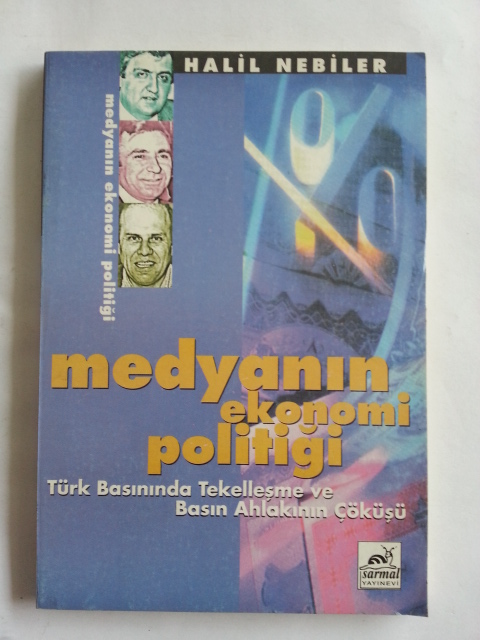 HALİL NEBİLER
medyanın ekonomi politiği
%
medyanın
ekonomi
politiği
Türk Basınında Tekelleşme ve
Basın Ahlakının Çöküşü
sarmal
YAYINEVİ